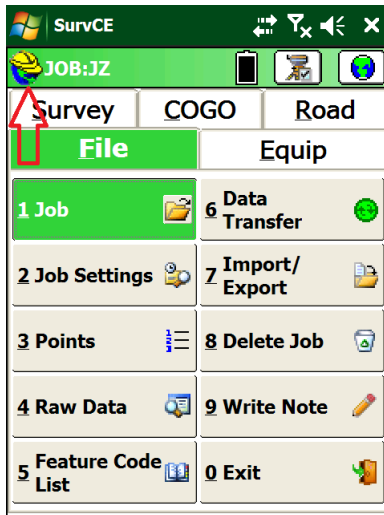 SurvCE
JOB:JZ
Survey COGO Road
File Equip
1 Job
6 Data
Transfer
2 Job Settings
7 Import/
Export
3 Points
8 Delete Job
4 Raw Data
9 Write Note
5 Feature Code
List
0 Exit